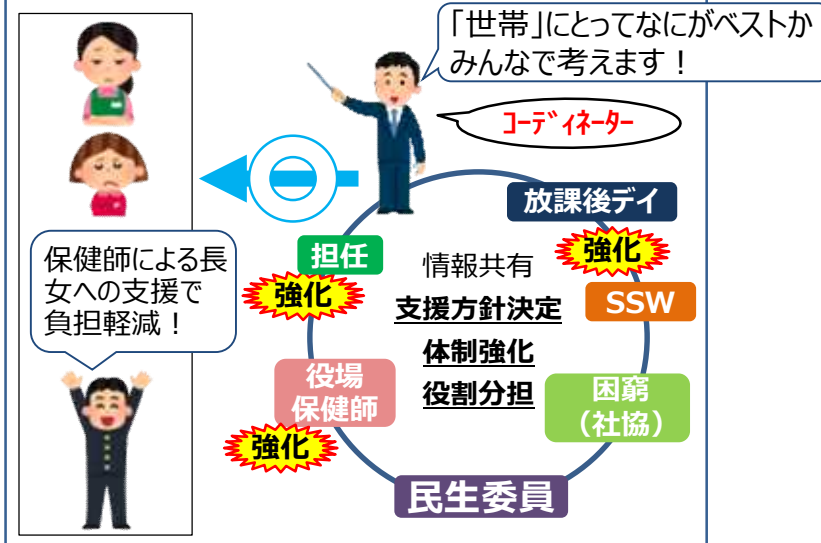 「世帯」にとってなにがベストか
みんなで考えます！
ｺｰﾃﾞｨﾈｰﾀｰ
放課後デイ
強化
担任
強化
情報共有
支援方針決定
体制強化
役割分担
SSW
保健師による長
女への支援で
負担軽減！
役場
保健師
強化
困窮
（社協）
民生委員